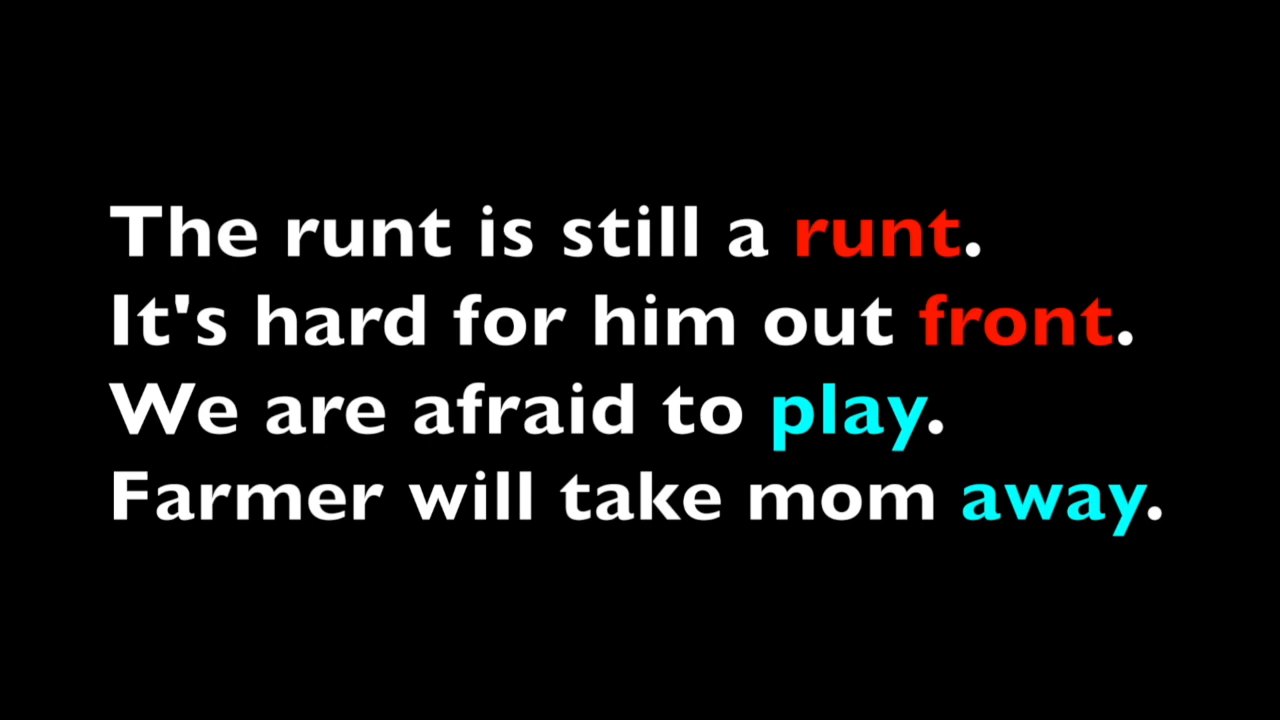 The runt is still a runt.
It's hard for him out front.
We are afraid to play.
Farmer will take mom away.